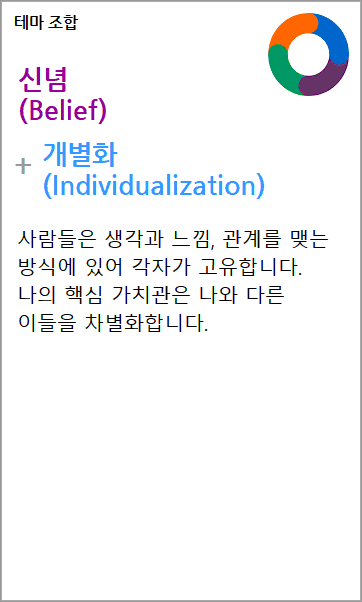 테마 조합
신념
(Belief)
+ 개별화
(Individualization)
사람들은 생각과 느낌, 관계를 맺는
방식에 있어 각자가 고유합니다.
나의 핵심 가치관은 나와 다른
이들을 차별화합니다.